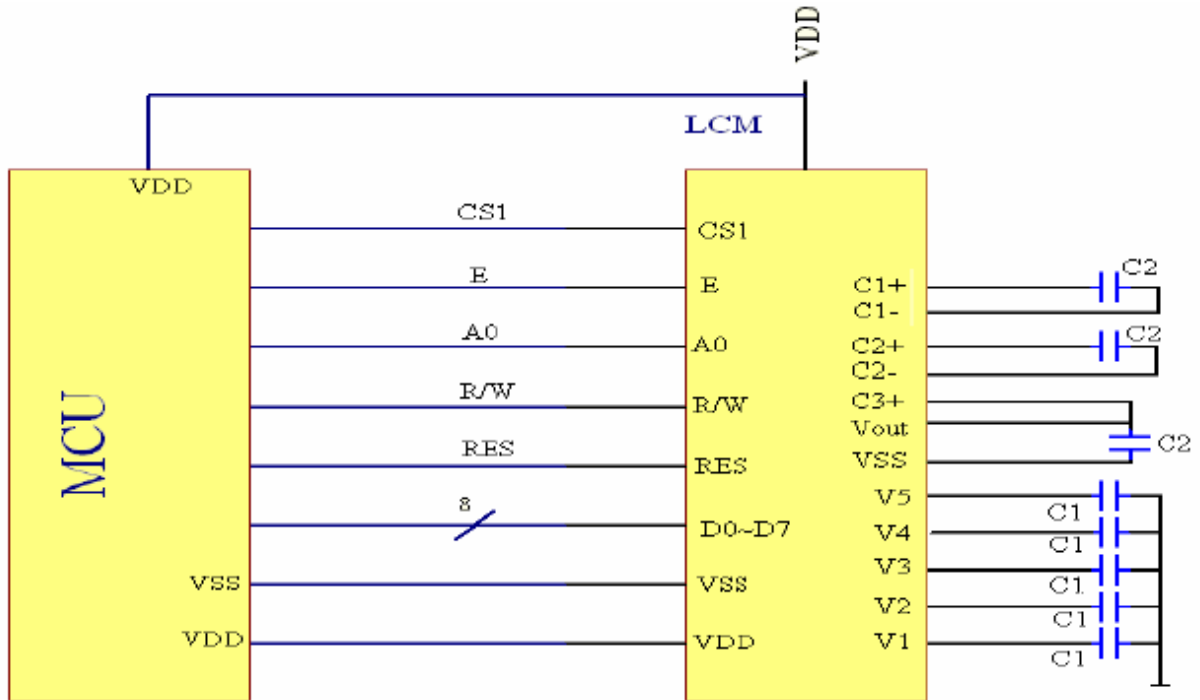 VDD
LCM
VDD
CS1
CS1
E
E
A0
A0
R/W
R/W
RES
RES
8
D0~D7
VSS
VSS
VDD
VDD
MCU
C1+
C1-
C2+
C2-
C3+
Vout
VSS
V5
V4
V3
V2
V1
C2
C2
C2
C1
C1
C1
C1
C1